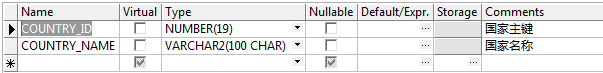 Name Virtual Type Nullable Default/Expr. Storage Comments
COUNTRY_ID NUMBER(19) ... 国家主键
COUNTRY_NAME VARCHAR2(100 CHAR) ... 国家名称
... ...